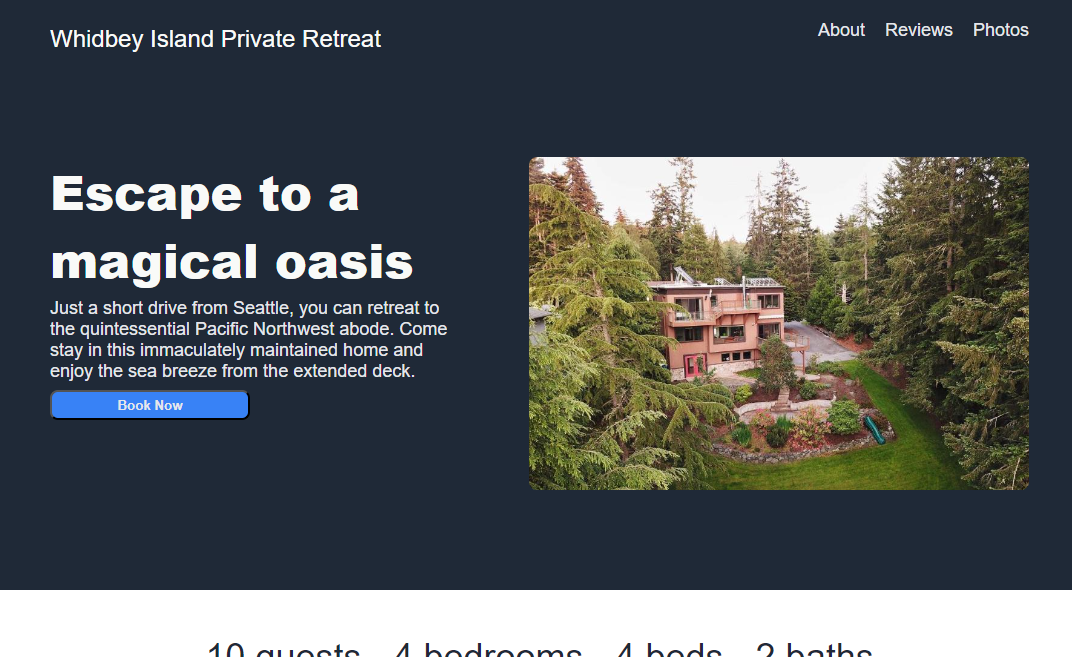 Whidbey Island Private Retreat
About Reviews Photos
Escape to a
magical oasis
Just a short drive from Seattle, you can retreat to
the quintessential Pacific Northwest abode. Come
stay in this immaculately maintained home and
enjoy the sea breeze from the extended deck.
Book Now
10 guests 4 bedrooms 4 beds 2 baths